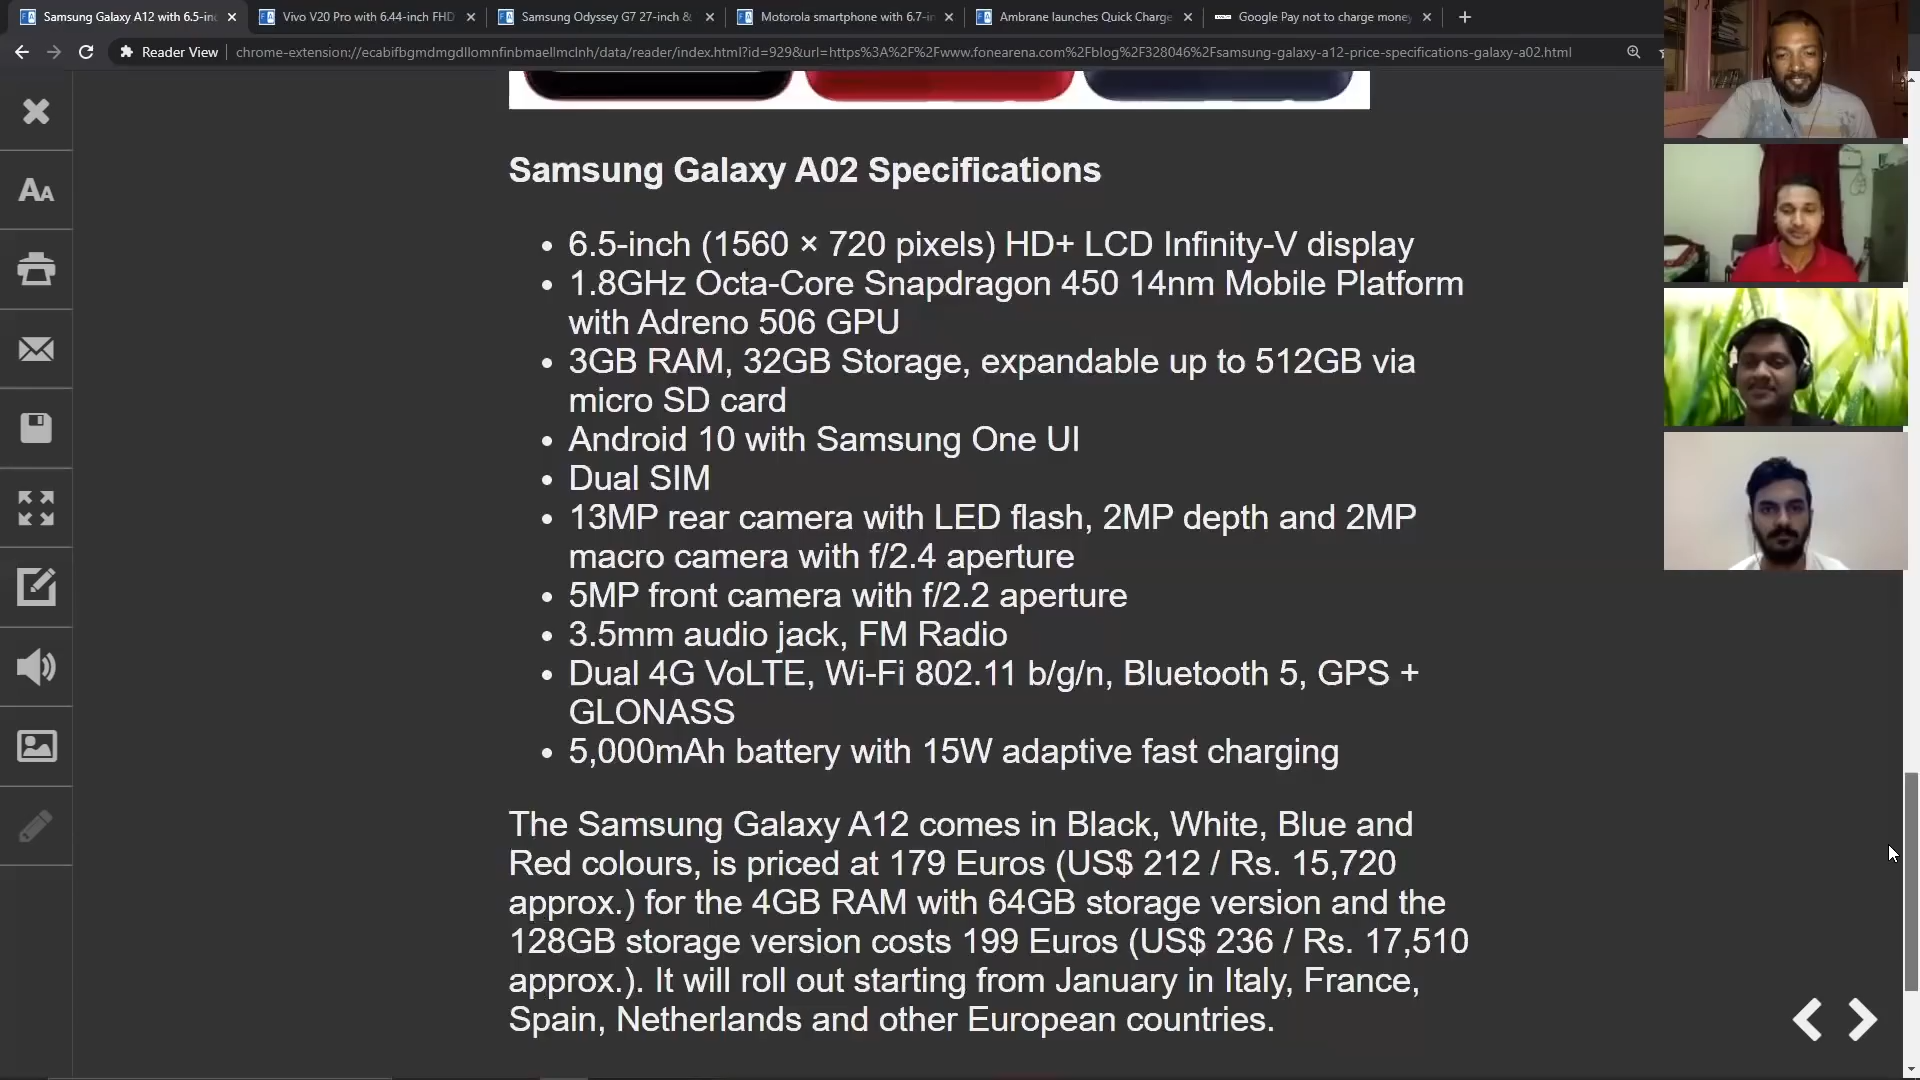 Samsung Galaxy A12 with 6.5-in
Vivo V20 Pro with 6.44-inch FHD
Samsung Odyssey G7 27-inch &
Motorola smartphone with 6.7-in
Ambrane launches Quick Charge
Google Pay not to charge money
Reader View
chrome-extension://ecabifbgmdmgdllomnfinbmaellmclnh/data/reader/index.html?id=929&url=https%3A%2F%2Fwww.fonearena.com%2Fblog%2F328046%2Fsamsung-galaxy-a12-price-specifications-galaxy-a02.html
AA
Samsung Galaxy A02 Specifications
• 6.5-inch (1560 × 720 pixels) HD+ LCD Infinity-V display
• 1.8GHz Octa-Core Snapdragon 450 14nm Mobile Platform
with Adreno 506 GPU
• 3GB RAM, 32GB Storage, expandable up to 512GB via
micro SD card
• Android 10 with Samsung One UI
• Dual SIM
• 13MP rear camera with LED flash, 2MP depth and 2MP
macro camera with f/2.4 aperture
• 5MP front camera with f/2.2 aperture
• 3.5mm audio jack, FM Radio
• Dual 4G VoLTE, Wi-Fi 802.11 b/g/n, Bluetooth 5, GPS +
GLONASS
• 5,000mAh battery with 15W adaptive fast charging
The Samsung Galaxy A12 comes in Black, White, Blue and
Red colours, is priced at 179 Euros (US$ 212 / Rs. 15,720
approx.) for the 4GB RAM with 64GB storage version and the
128GB storage version costs 199 Euros (US$ 236 / Rs. 17,510
approx.). It will roll out starting from January in Italy, France,
Spain, Netherlands and other European countries.